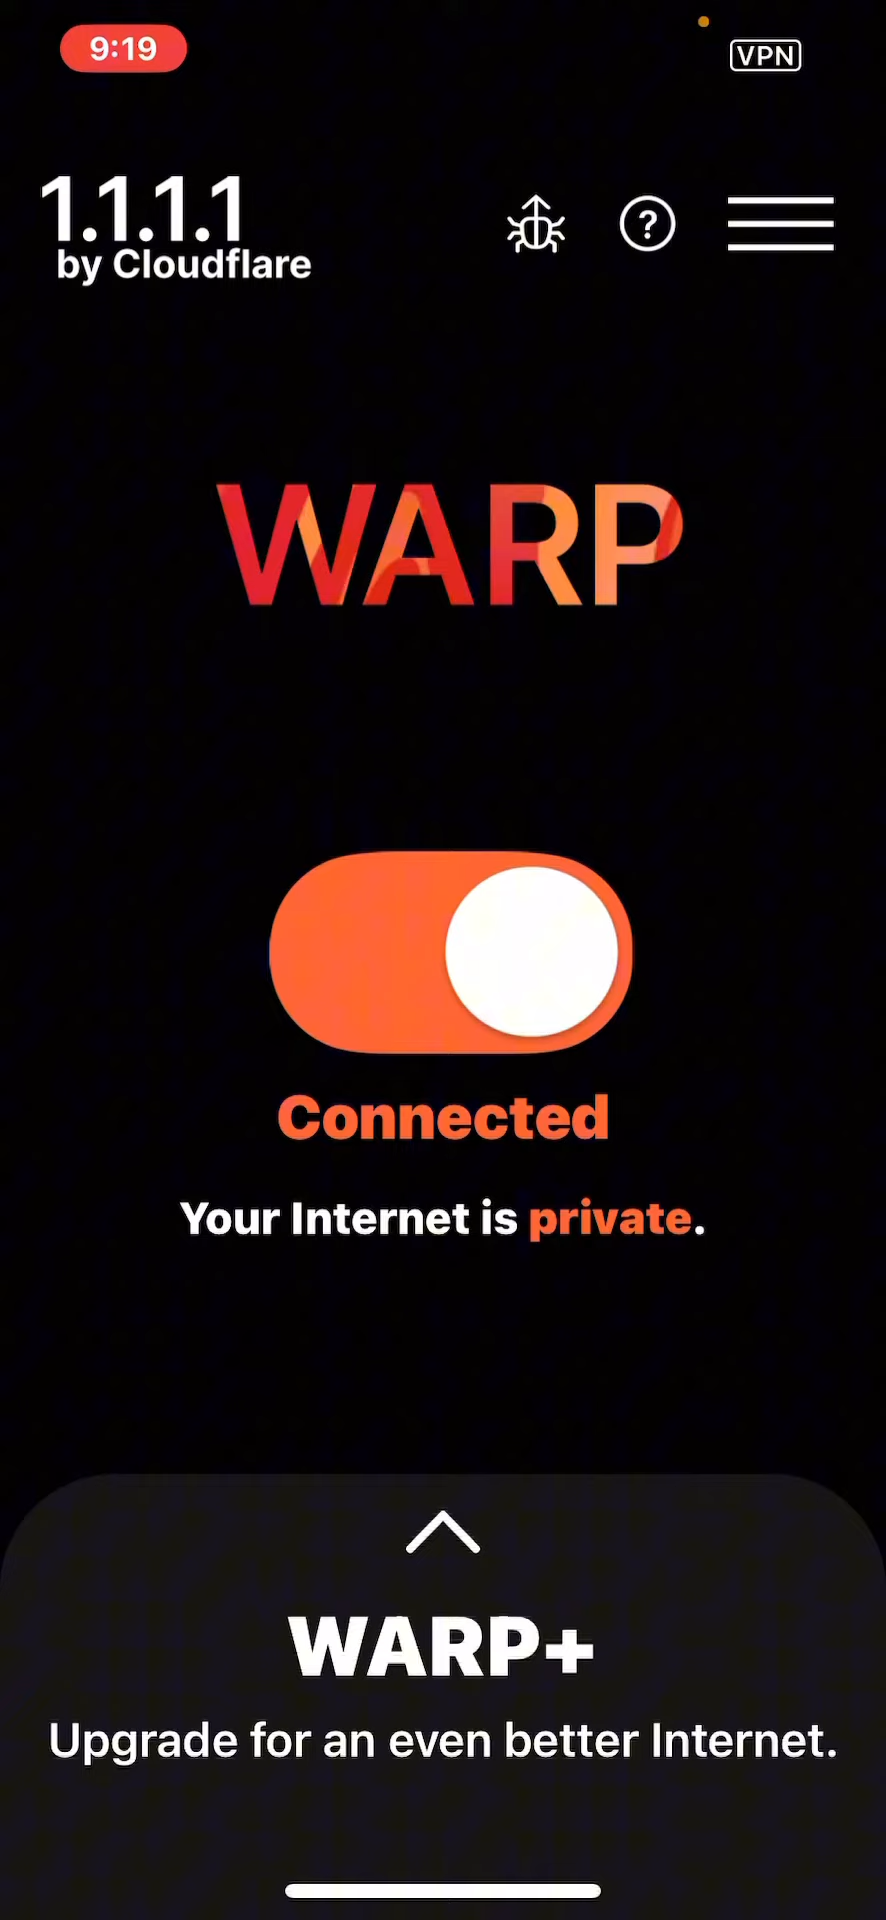 9:19
VPN
1.1.1.1
by Cloudflare
?
WARP
Connected
Your Internet is private.
WARP+
Upgrade for an even better Internet.